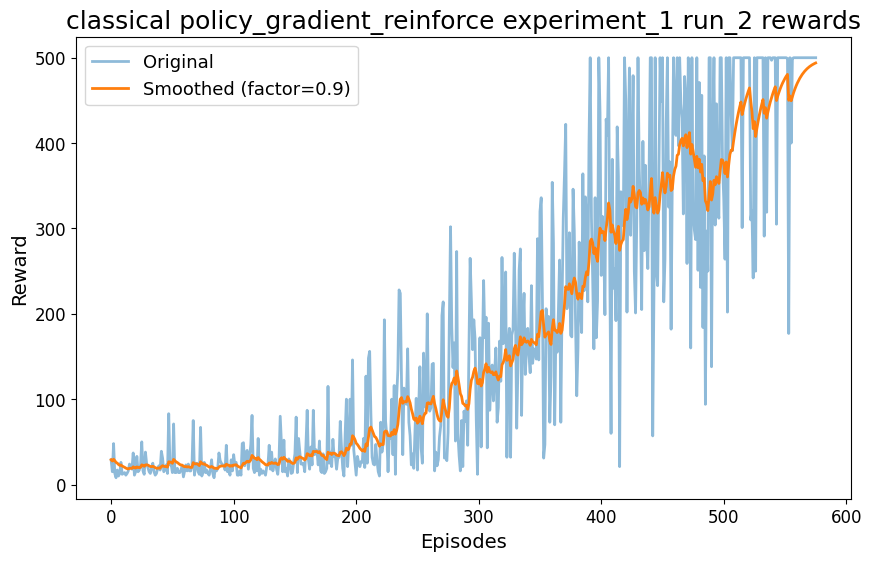 classical policy_gradient_reinforce experiment_1 run_2 rewards
Original
Smoothed (factor=0.9)
500
400
300
200
100
0
Reward
0 100 200 300 400 500 600
Episodes